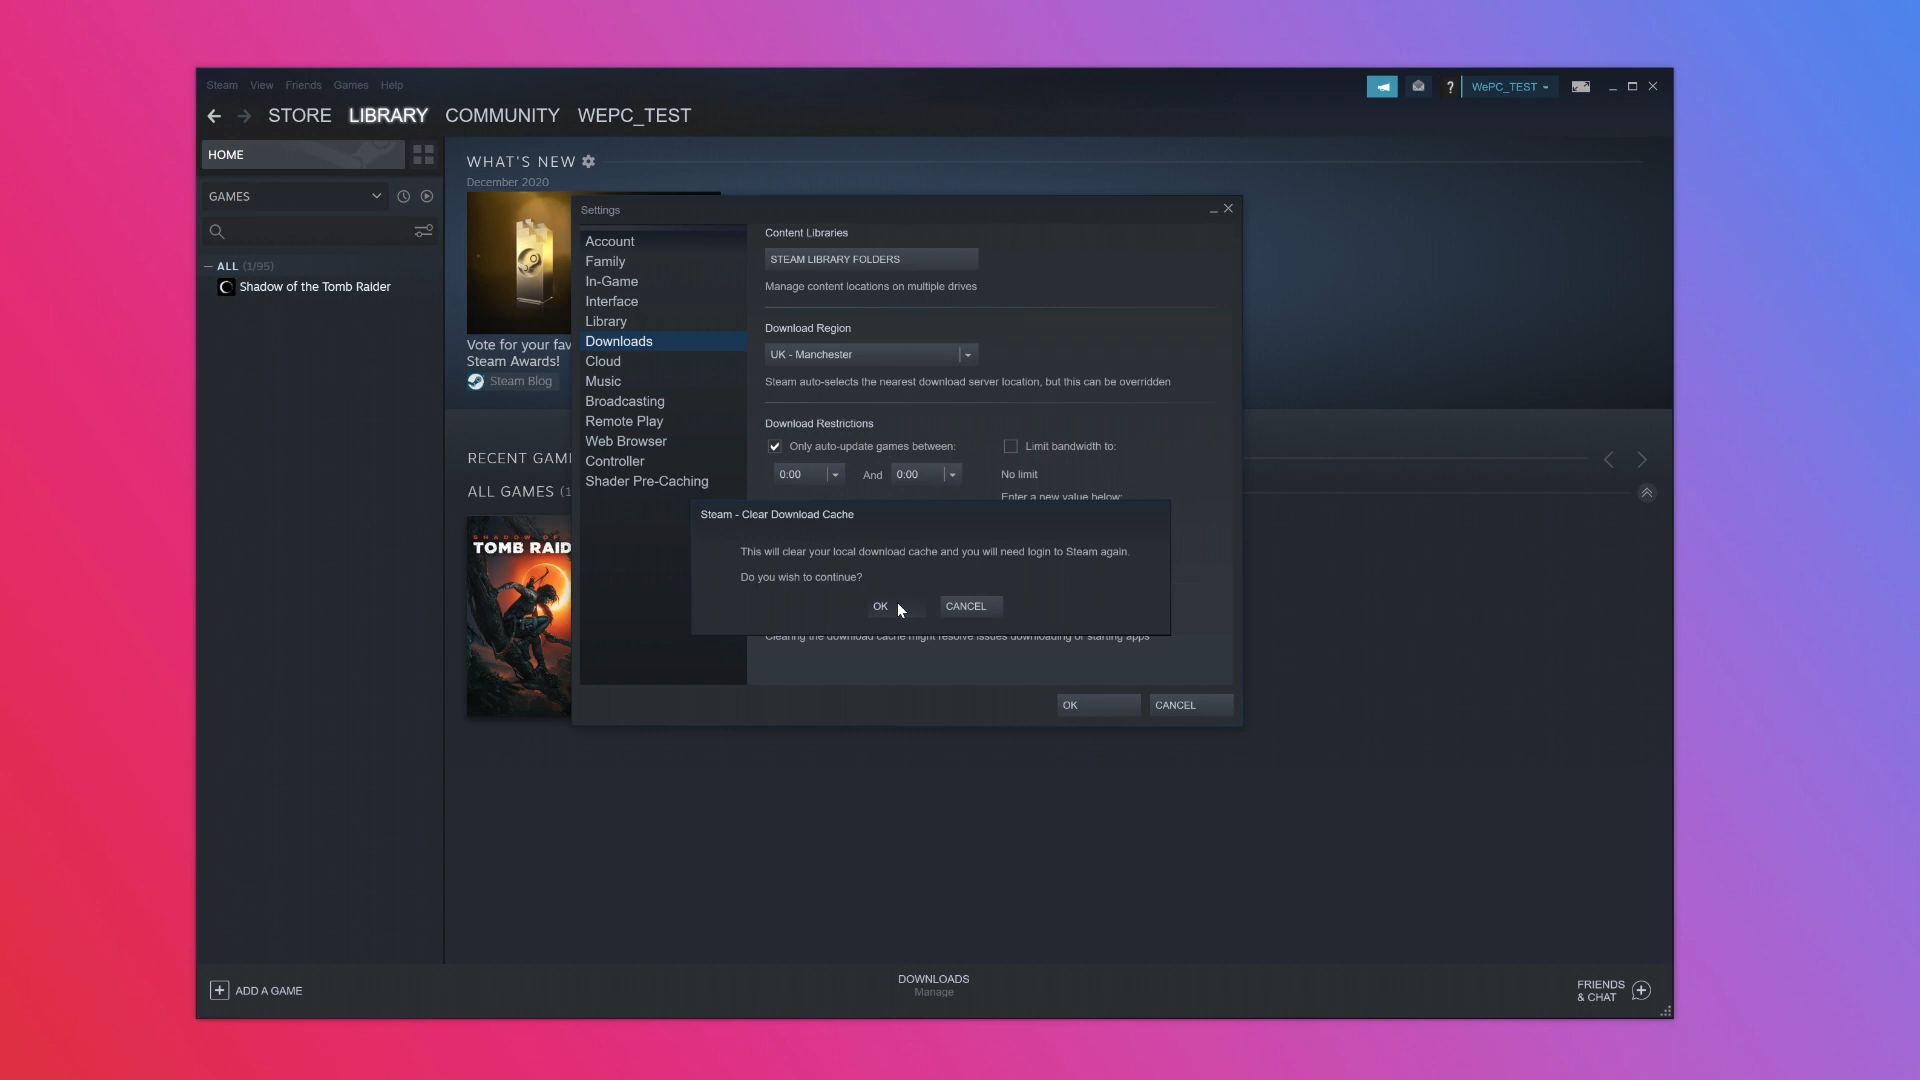 Steam View Friends Games Help
? WePC_TEST
STORE LIBRARY COMMUNITY WEPC_TEST
HOME
GAMES
ALL (1/95)
Shadow of the Tomb Raider
WHAT'S NEW
December 2020
Vote for your fav
Steam Awards!
Steam Blog
RECENT GAM
ALL GAMES (1
SHADOW OF
TOMB RAID
Settings
Account
Family
In-Game
Interface
Library
Downloads
Cloud
Music
Broadcasting
Remote Play
Web Browser
Controller
Shader Pre-Caching
Content Libraries
STEAM LIBRARY FOLDERS
Manage content locations on multiple drives
Download Region
UK - Manchester
Steam auto-selects the nearest download server location, but this can be overridden
Download Restrictions
Only auto-update games between: Limit bandwidth to:
0:00 And 0:00 No limit
Enter a new value below:
Steam - Clear Download Cache
This will clear your local download cache and you will need login to Steam again.
Do you wish to continue?
OK CANCEL
Clearing the download cache might resolve issues downloading or starting apps
OK CANCEL
ADD A GAME
DOWNLOADS
Manage
FRIENDS
& CHAT